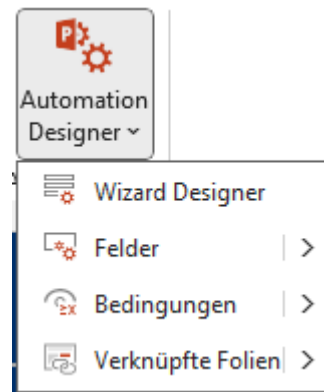 Automation
Designer
Wizard Designer
Felder
Bedingungen
Verknüpfte Folien